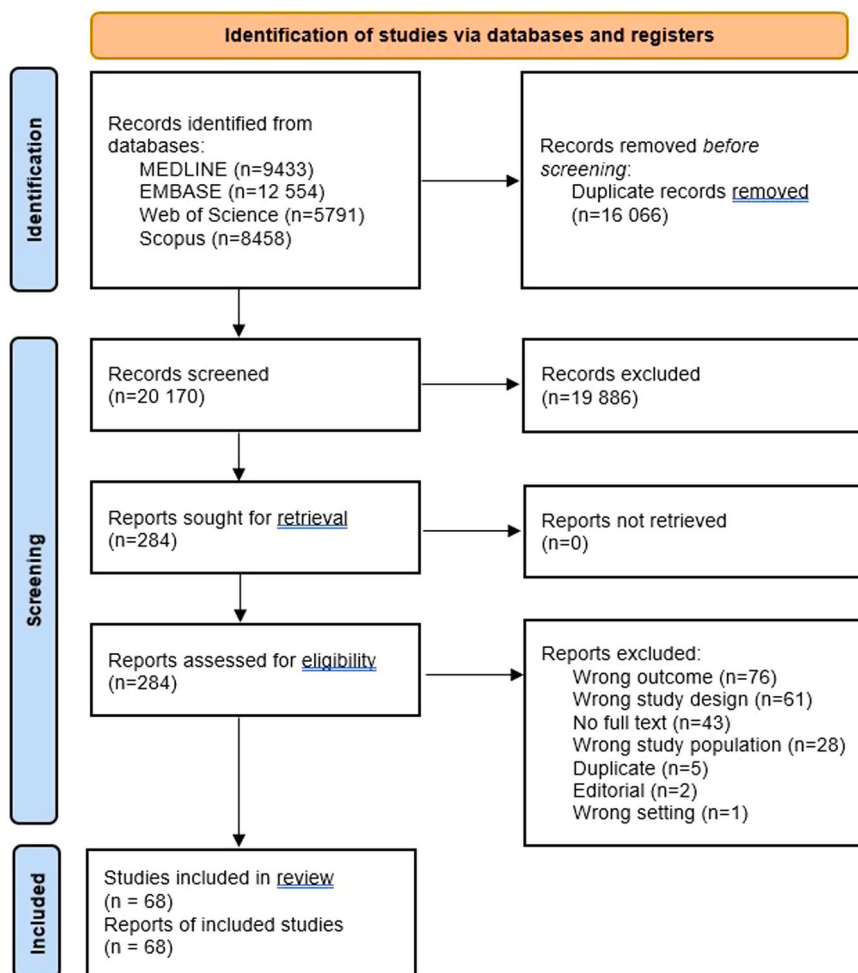 Identification of studies via databases and registers
Identification
Records identified from
databases:
MEDLINE (n=9433)
EMBASE (n=12 554)
Web of Science (n=5791)
Scopus (n=8458)
Records removed before
screening:
Duplicate records removed
(n=16 066)
Screening
Records screened
(n=20 170)
Records excluded
(n=19 886)
Reports sought for retrieval
(n=284)
Reports not retrieved
(n=0)
Reports assessed for eligibility
(n=284)
Reports excluded:
Wrong outcome (n=76)
Wrong study design (n=61)
No full text (n=43)
Wrong study population (n=28)
Duplicate (n=5)
Editorial (n=2)
Wrong setting (n=1)
Included
Studies included in review
(n = 68)
Reports of included studies
(n = 68)